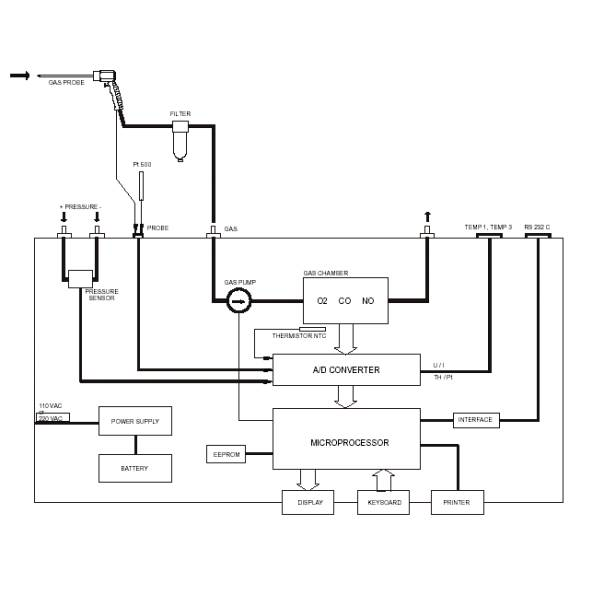 GAS PROBE
FILTER
Pt 500
+ PRESSURE -
PROBE
GAS
TEMP 1, TEMP 3
RS 232 C
GAS PUMP
GAS CHAMBER
O2 CO NO
PRESSURE
SENSOR
THERMISTOR NTC
A/D CONVERTER
U / I
TH / Pt
110 VAC
or
220 VAC
POWER SUPPLY
INTERFACE
MICROPROCESSOR
EEPROM
BATTERY
DISPLAY
KEYBOARD
PRINTER